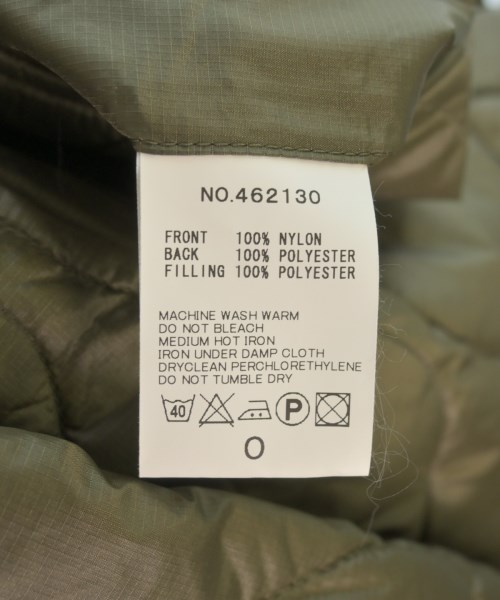 NO.462130
FRONT 100% NYLON
BACK 100% POLYESTER
FILLING 100% POLYESTER
MACHINE WASH WARM
DO NOT BLEACH
MEDIUM HOT IRON
IRON UNDER DAMP CLOTH
DRYCLEAN PERCHLORETHYLENE
DO NOT TUMBLE DRY
40 P
O